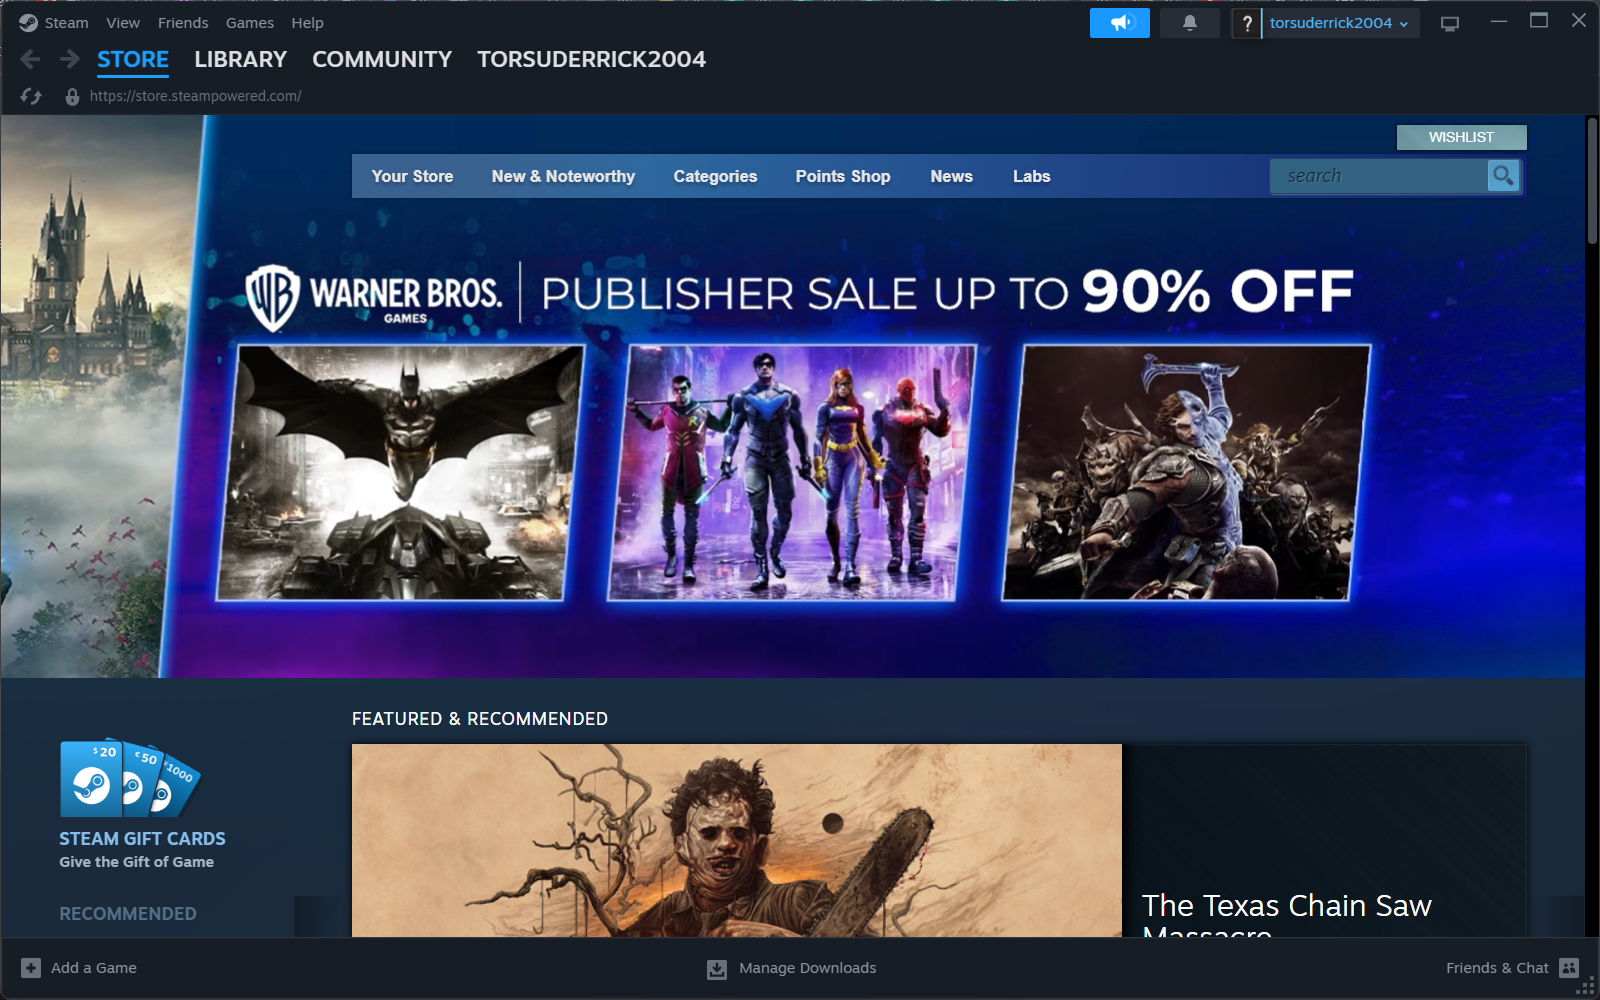 Steam View Friends Games Help
? torsuderrick2004
STORE LIBRARY COMMUNITY TORSUDERRICK2004
https://store.steampowered.com/
WISHLIST
Your Store New & Noteworthy Categories Points Shop News Labs search
WB WARNER BROS. GAMES PUBLISHER SALE UP TO 90% OFF
FEATURED & RECOMMENDED
$ 20 € 50 1000
STEAM GIFT CARDS
Give the Gift of Game
RECOMMENDED
The Texas Chain Saw
Massacre
Add a Game Manage Downloads Friends & Chat